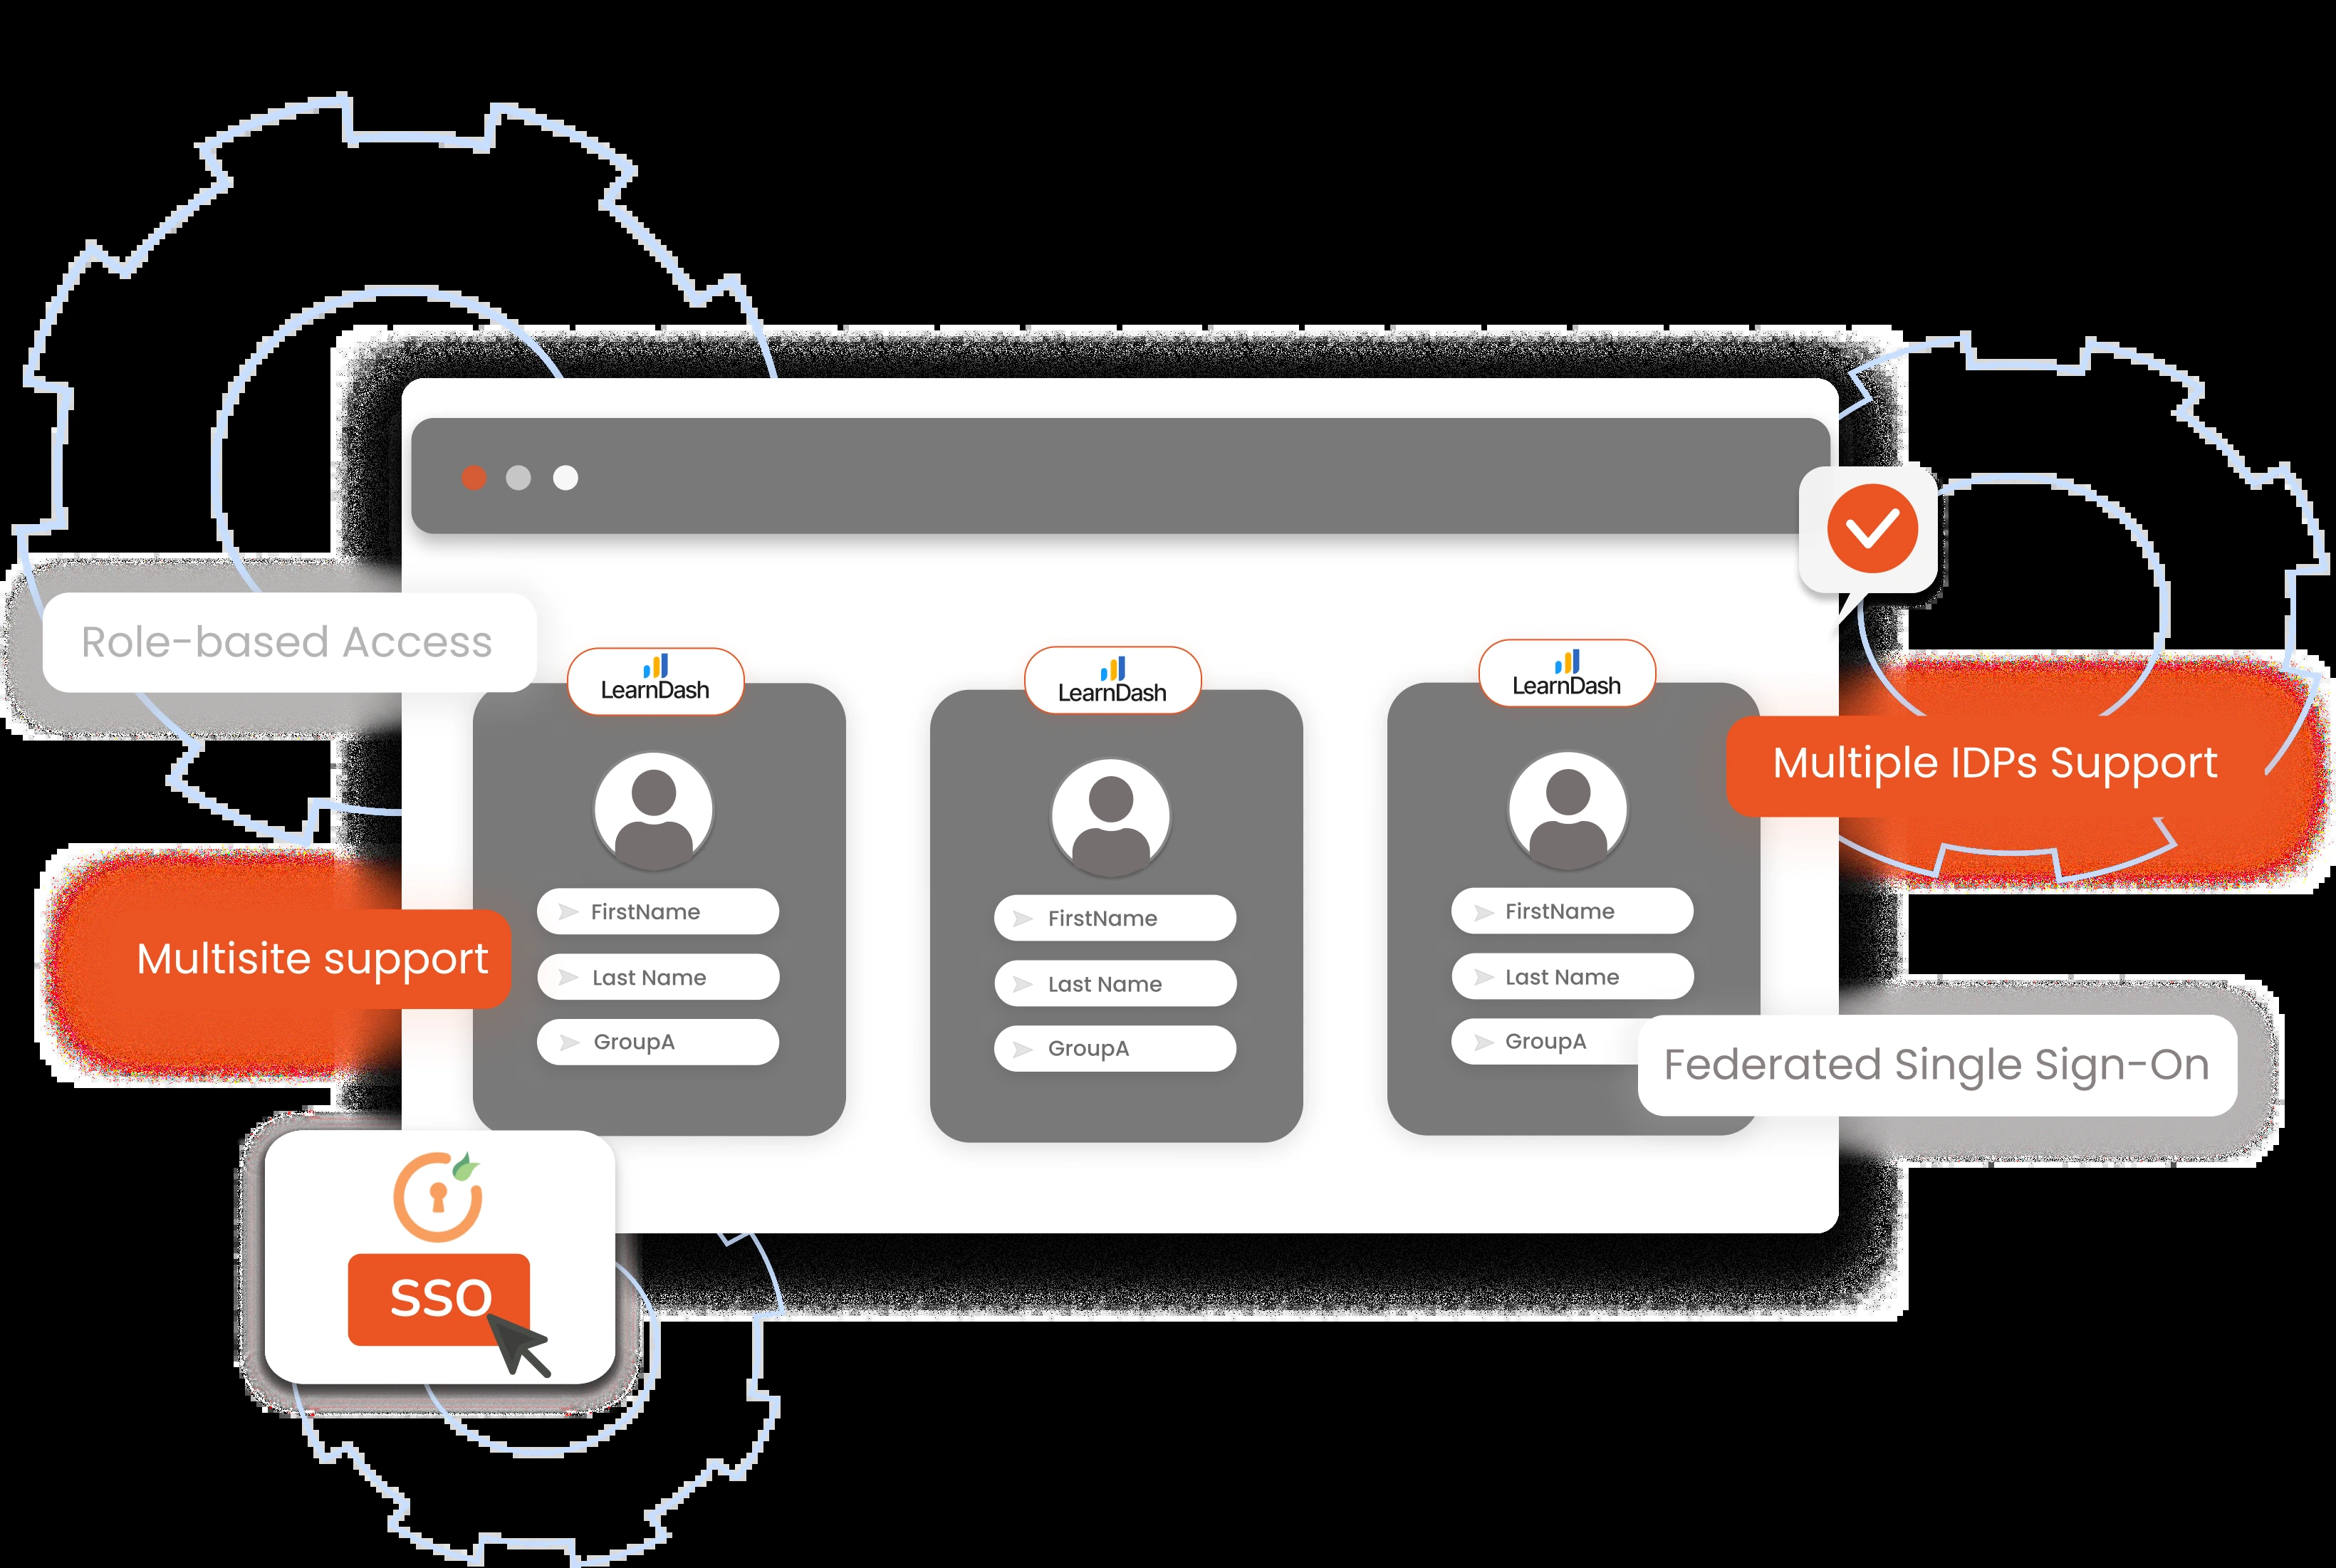 Role-based Access
LearnDash
LearnDash
LearnDash
Multiple IDPs Support
FirstName
Last Name
GroupA
FirstName
Last Name
GroupA
FirstName
Last Name
GroupA
Multisite support
Federated Single Sign-On
SSO